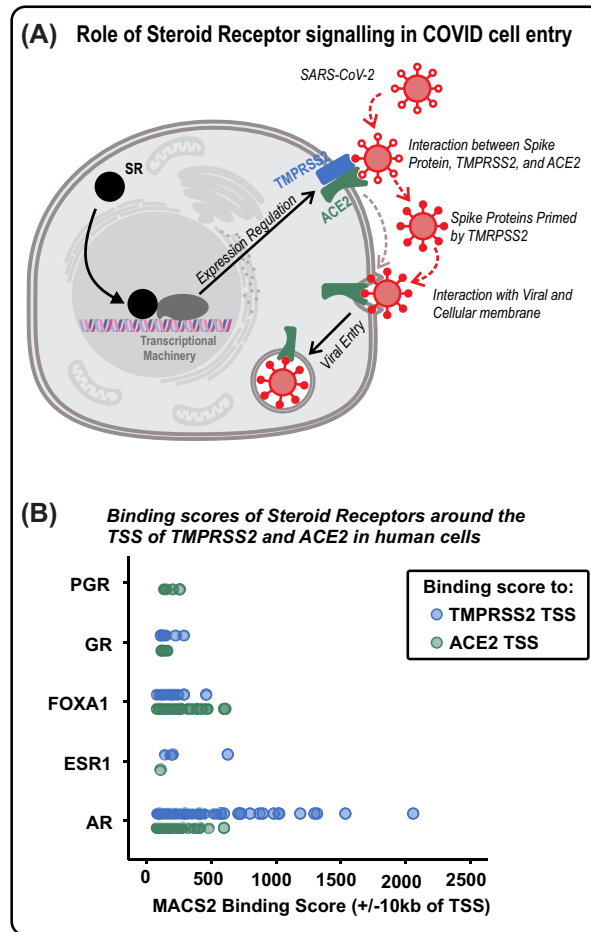 (A) Role of Steroid Receptor signalling in COVID cell entry
SARS-CoV-2
SR
TMPRSS2
ACE2
Interaction between Spike
Protein, TMPRSS2, and ACE2
Expression Regulation
Spike Proteins Primed
by TMRPSS2
Interaction with Viral and
Cellular membrane
Transcriptional
Machinery
Viral Entry
(B) Binding scores of Steroid Receptors around the
TSS of TMPRSS2 and ACE2 in human cells
Binding score to:
TMPRSS2 TSS
ACE2 TSS
PGR
GR
FOXA1
ESR1
AR
0 500 1000 1500 2000 2500
MACS2 Binding Score (+/-10kb of TSS)